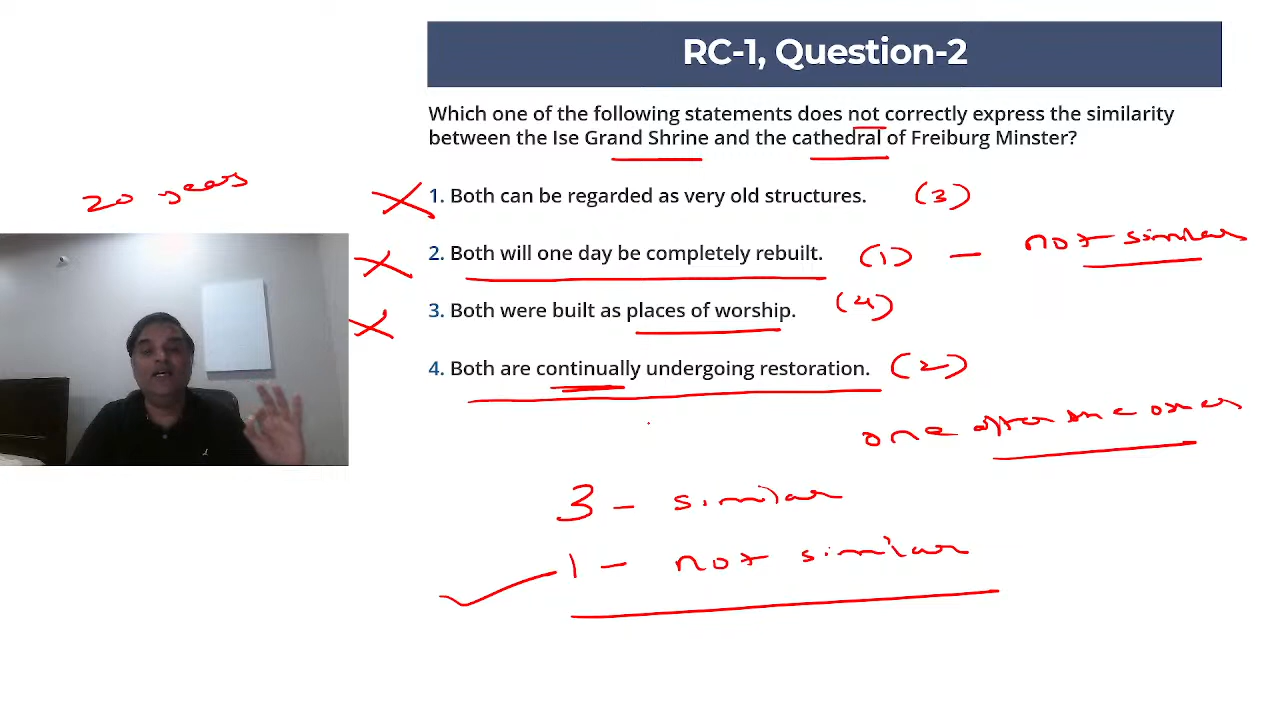 RC-1, Question-2
Which one of the following statements does not correctly express the similarity
between the Ise Grand Shrine and the cathedral of Freiburg Minster?
20 years
1. Both can be regarded as very old structures. (3)
2. Both will one day be completely rebuilt. (1) — not similar
3. Both were built as places of worship. (4)
4. Both are continually undergoing restoration. (2)
one after the other
3 - similar
1 - not similar